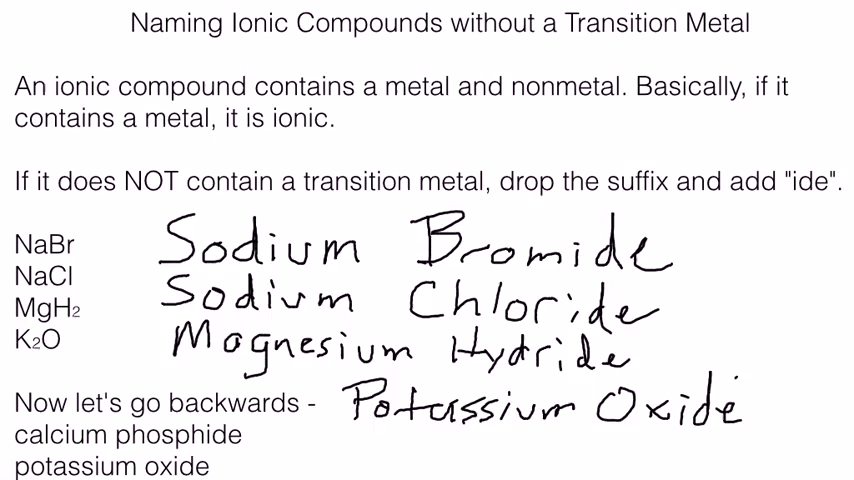 Naming Ionic Compounds without a Transition Metal
An ionic compound contains a metal and nonmetal. Basically, if it
contains a metal, it is ionic.
If it does NOT contain a transition metal, drop the suffix and add "ide".
NaBr Sodium Bromide
NaCl Sodium Chloride
MgH₂ Magnesium Hydride
K₂O
Now let's go backwards - Potassium Oxide
calcium phosphide
potassium oxide